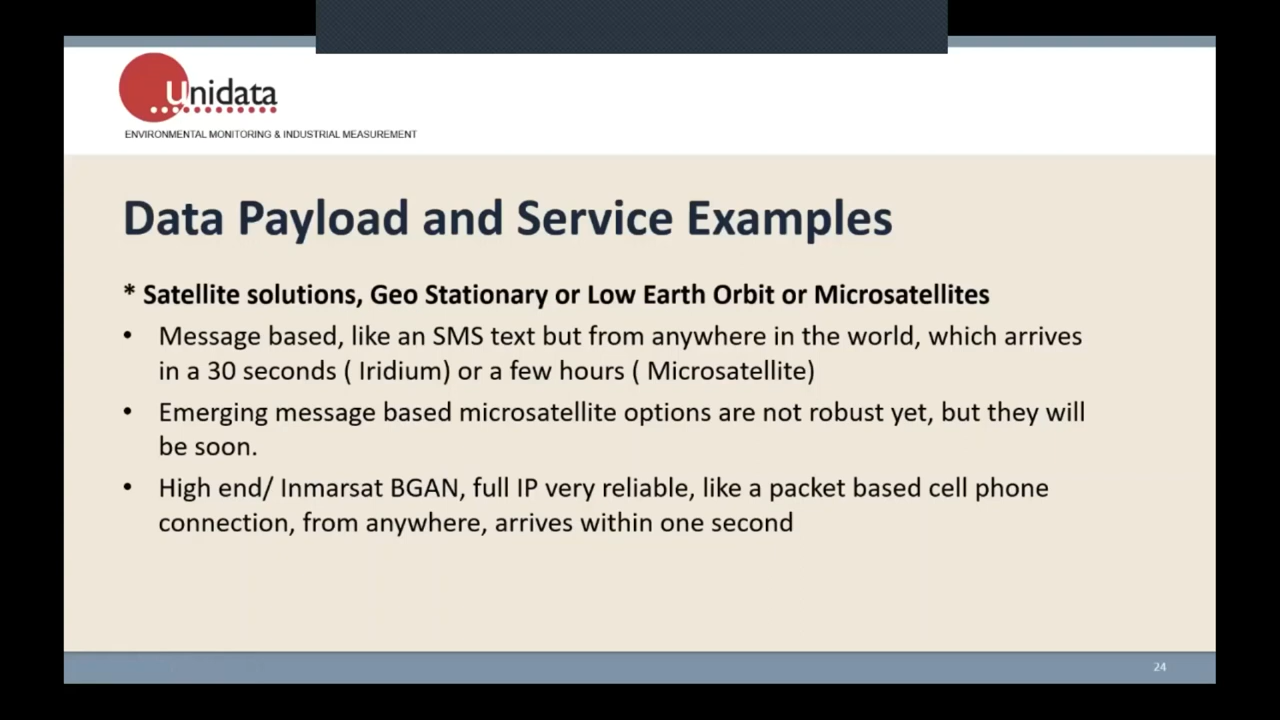 Unidata
ENVIRONMENTAL MONITORING & INDUSTRIAL MEASUREMENT
Data Payload and Service Examples
* Satellite solutions, Geo Stationary or Low Earth Orbit or Microsatellites
• Message based, like an SMS text but from anywhere in the world, which arrives
in a 30 seconds ( Iridium) or a few hours ( Microsatellite)
• Emerging message based microsatellite options are not robust yet, but they will
be soon.
• High end/ Inmarsat BGAN, full IP very reliable, like a packet based cell phone
connection, from anywhere, arrives within one second
24